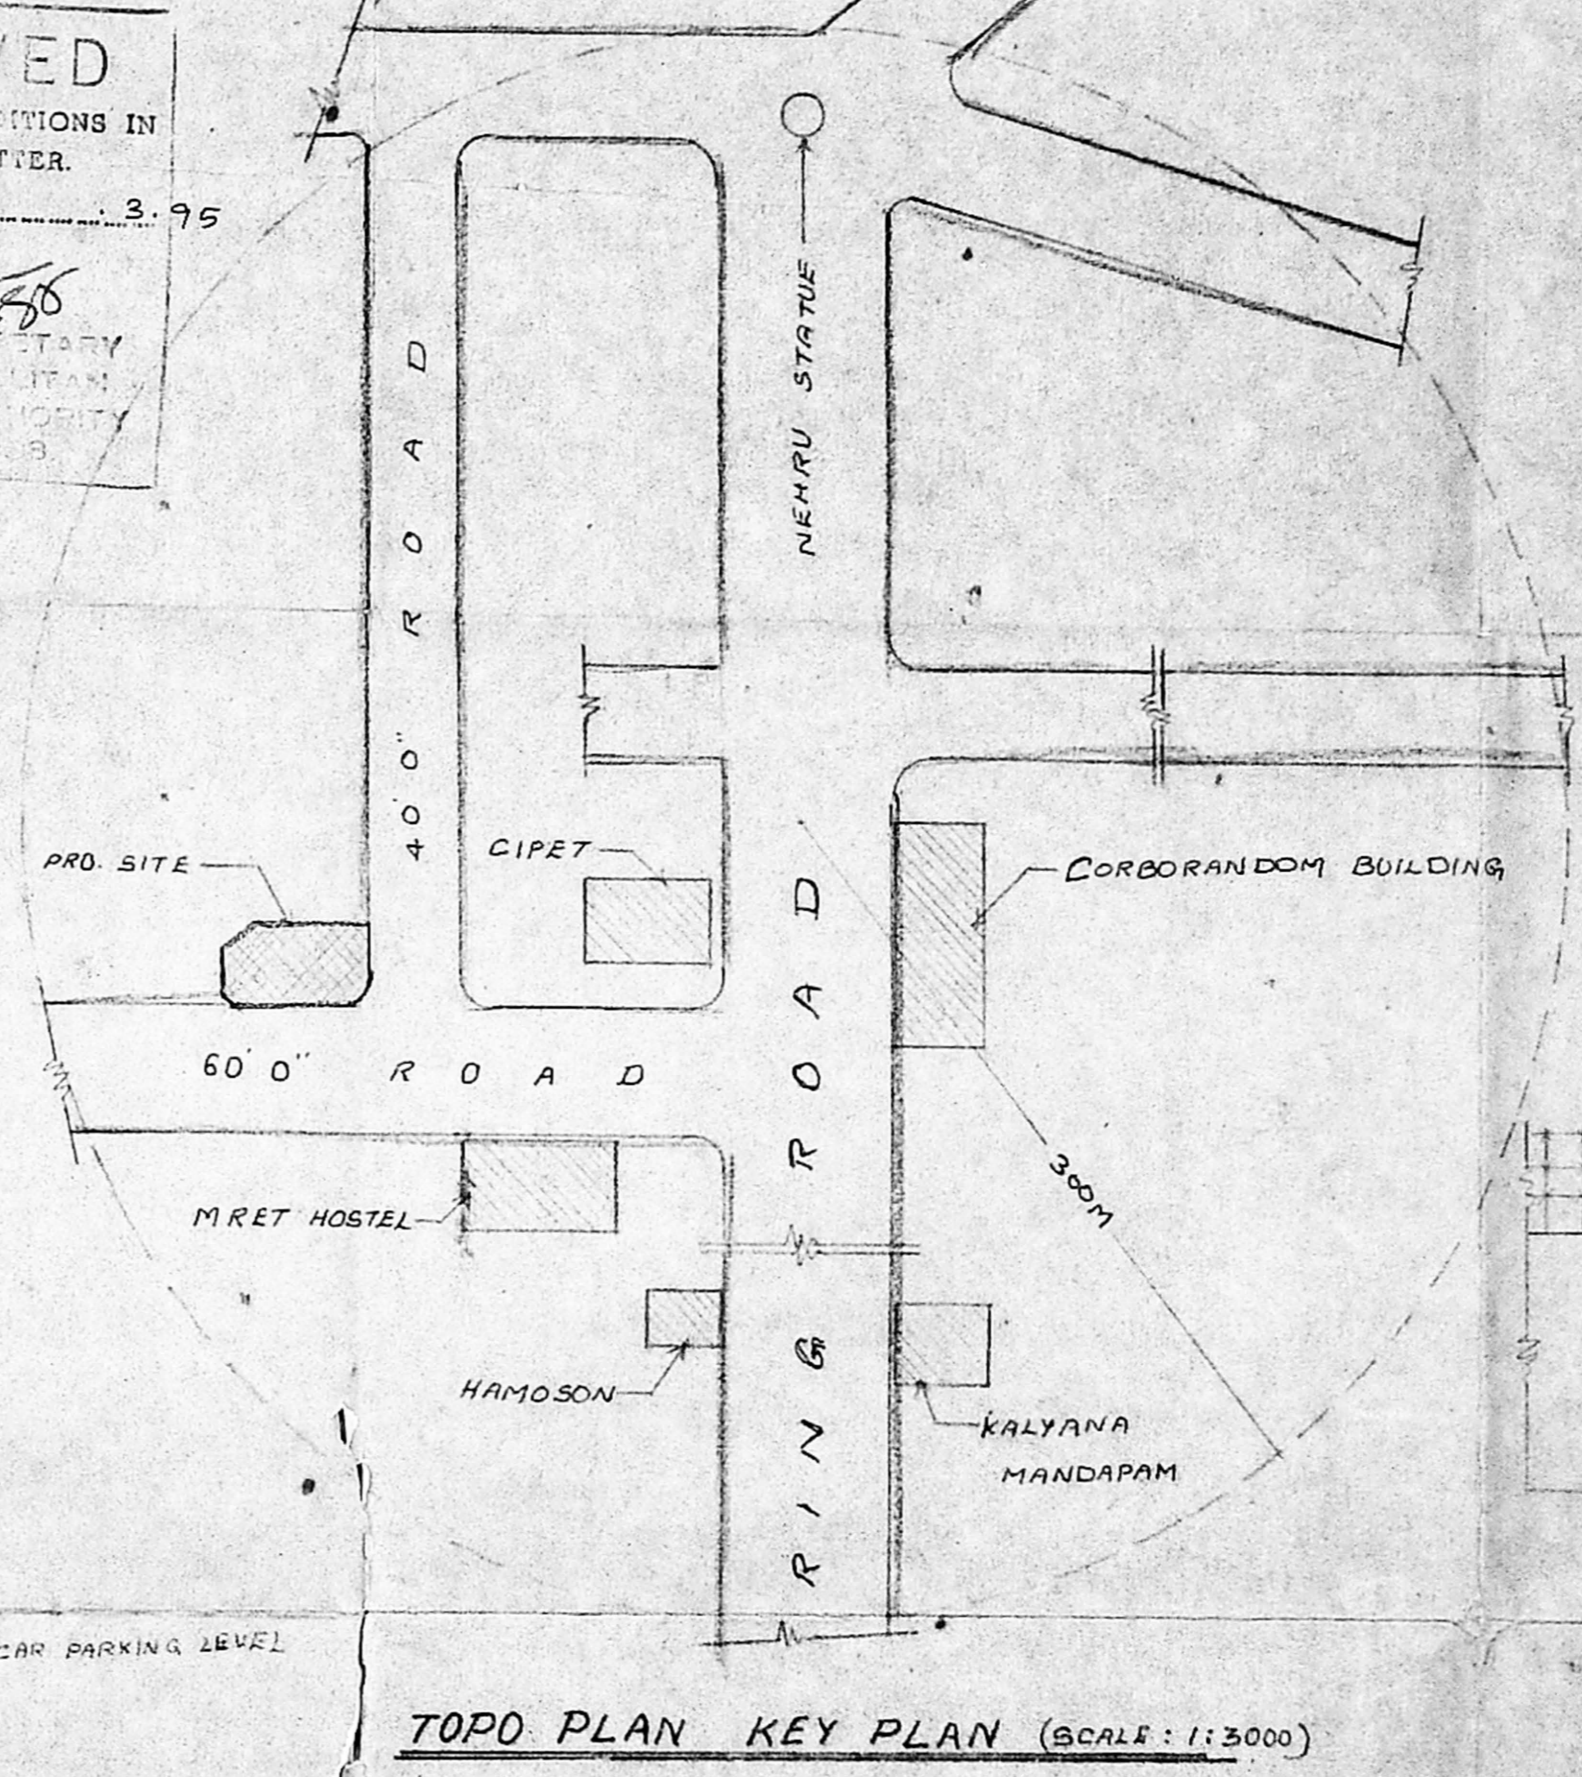 ED
DITIONS IN
TTER.
3.95
ETARY
LITAN
HORITY
8
NEHRU STATUE
40'0" ROAD
PRO. SITE
CIPET
CORBORANDOM BUILDING
60'0" ROAD
300M
MRET HOSTEL
RING ROAD
HAMOSON
KALYANA
MANDAPAM
CAR PARKING LEVEL
TOPO PLAN KEY PLAN (SCALE: 1:3000)